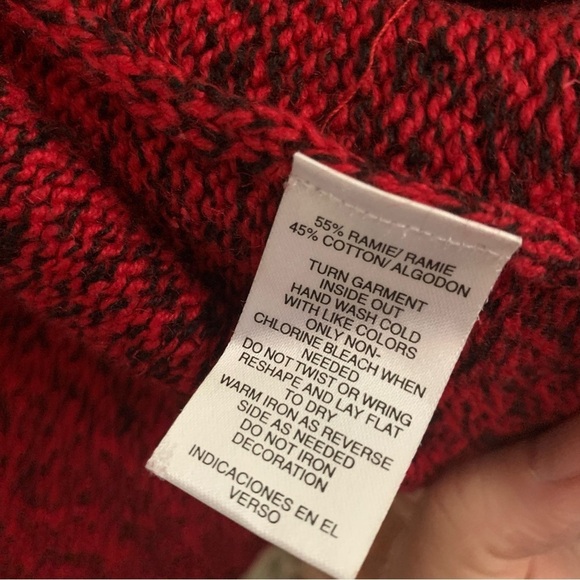 55% RAMIE/ RAMIE
45% COTTON/ALGODON
TURN GARMENT
INSIDE OUT
HAND WASH COLD
WITH LIKE COLORS
ONLY NON-
CHLORINE BLEACH WHEN
NEEDED
DO NOT TWIST OR WRING
RESHAPE AND LAY FLAT
TO DRY
WARM IRON AS REVERSE
SIDE AS NEEDED
DO NOT IRON
DECORATION
INDICACIONES EN EL
VERSO